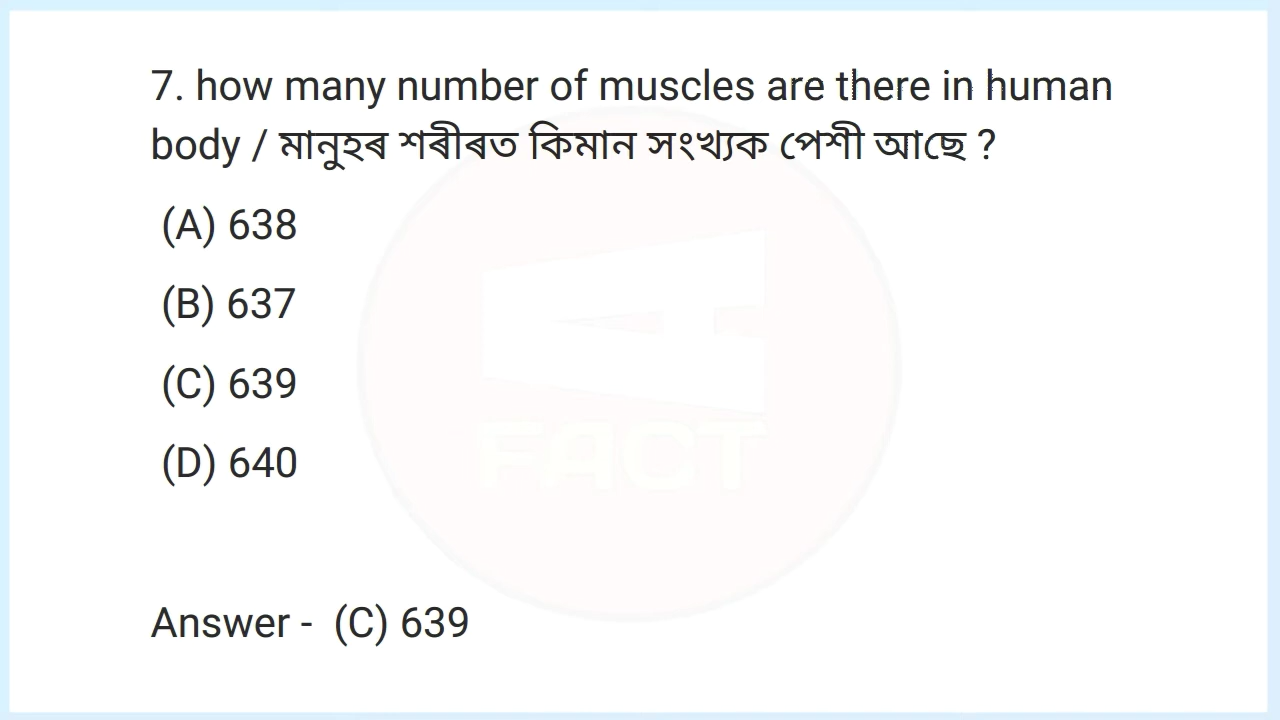 7. how many number of muscles are there in human
body / মানুহৰ শৰীৰত কিমান সংখ্যক পেশী আছে ?
(A) 638
(B) 637
(C) 639
(D) 640
FACT
Answer - (C) 639